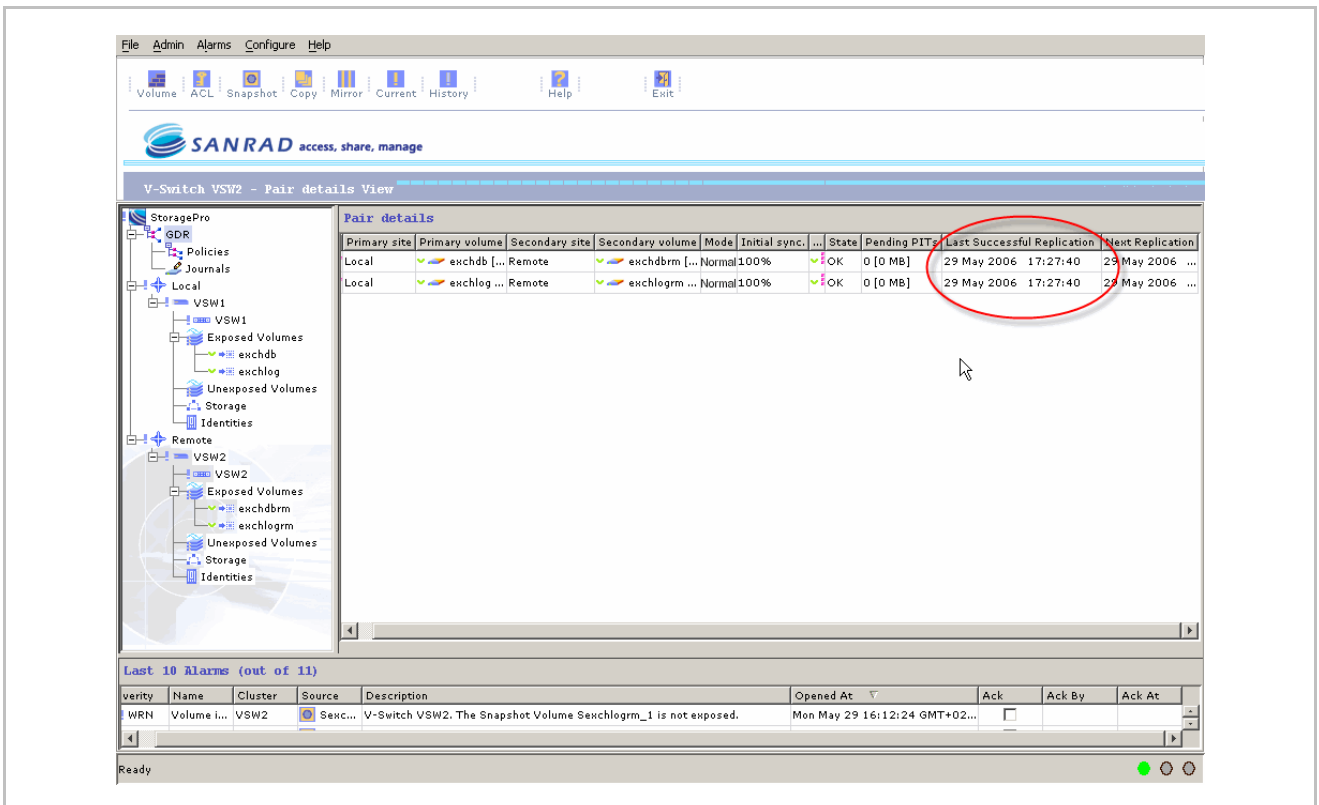 File Admin Alarms Configure Help
Volume ACL Snapshot Copy Mirror Current History Help Exit
SANRAD access, share, manage
V-Switch VSW2 - Pair details View
StoragePro
GDR
Policies
Journals
Local
VSW1
VSW1
Exposed Volumes
exchdb
exchlog
Unexposed Volumes
Storage
Identities
Remote
VSW2
VSW2
Exposed Volumes
exchdbrm
exchlogrm
Unexposed Volumes
Storage
Identities
Pair details
Primary site Primary volume Secondary site Secondary volume Mode Initial sync. ... State Pending PITs Last Successful Replication Next Replication
Local exchdb [... Remote exchdbrm [... Normal 100% OK 0 [0 MB] 29 May 2006 17:27:40 29 May 2006 ...
Local exchlog ... Remote exchlogrm ... Normal 100% OK 0 [0 MB] 29 May 2006 17:27:40 29 May 2006 ...
Last 10 Alarms (out of 11)
verity Name Cluster Source Description Opened At Ack Ack By Ack At
WRN Volume i... VSW2 Sexc... V-Switch VSW2. The Snapshot Volume Sexchlogrm_1 is not exposed. Mon May 29 16:12:24 GMT+02...
Ready